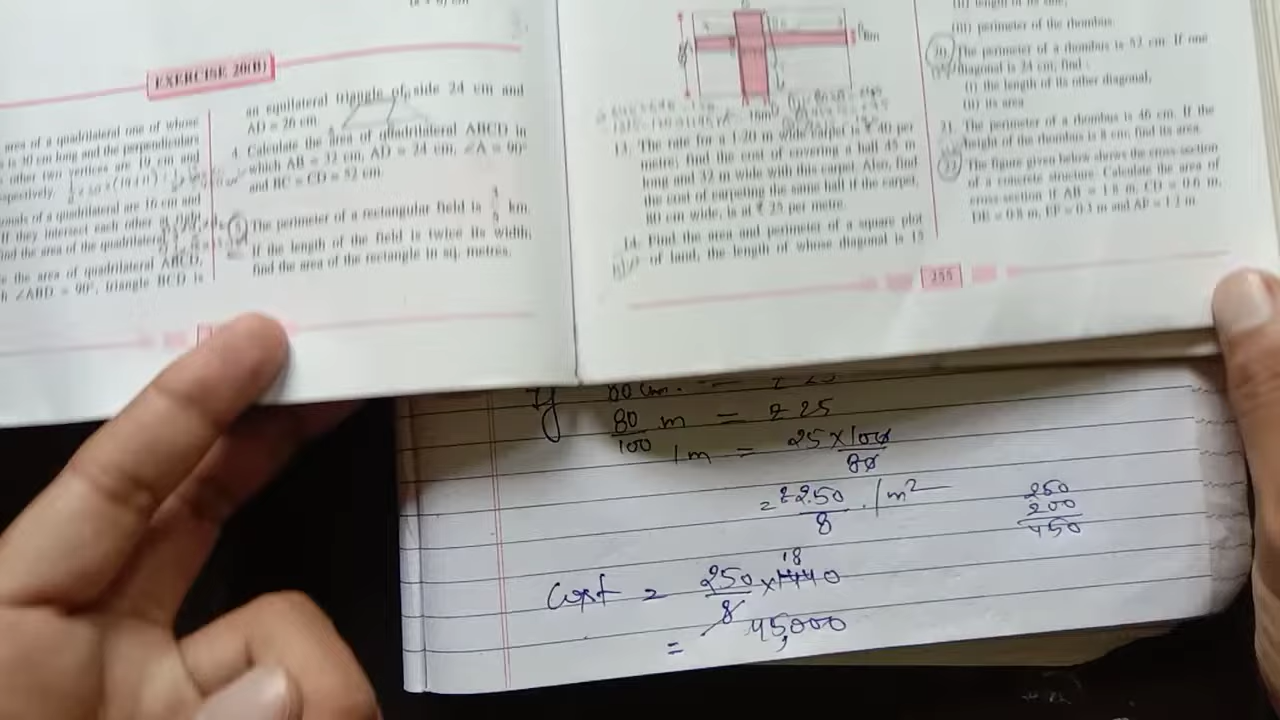 EXERCISE 20(B)
area of a quadrilateral one of whose
is 30 cm long and the perpendiculars
other two vertices are 19 cm and
respectively.
onals of a quadrilateral are 16 cm and
If they intersect each other at right
find the area of the quadrilateral.
the area of quadrilateral ABCD,
∠ABD = 90°, triangle BCD is
an equilateral triangle of side 24 cm and
AD = 26 cm.
4. Calculate the area of quadrilateral ABCD in
which AB = 32 cm, AD = 24 cm, ∠A = 90°
and BC = CD = 52 cm.
The perimeter of a rectangular field is 3/5 km.
If the length of the field is twice its width,
find the area of the rectangle in sq. metres.
13. The rate for a 1.20 m wide carpet is ₹ 40 per
metre; find the cost of covering a hall 45 m
long and 32 m wide with this carpet. Also, find
the cost of carpeting the same hall if the carpet,
80 cm wide, is at ₹ 25 per metre.
14. Find the area and perimeter of a square plot
of land, the length of whose diagonal is 15
(ii) length of its side,
(iii) perimeter of the rhombus.
20. The perimeter of a rhombus is 52 cm. If one
diagonal is 24 cm; find :
(i) the length of its other diagonal,
(ii) its area
21. The perimeter of a rhombus is 46 cm. If the
height of the rhombus is 8 cm; find its area.
22. The figure given below shows the cross-section
of a concrete structure. Calculate the area of
cross-section if AB = 1.8 m, CD = 0.6 m,
DE = 0.8 m, EF = 0.3 m and AF = 1.2 m.
255
80/100 m = ₹ 25
1 m = 25 × 100/80
= ₹ 250/8 . /m²
250
200
450
18
Cost = 250/8 × 1440
= 45,000